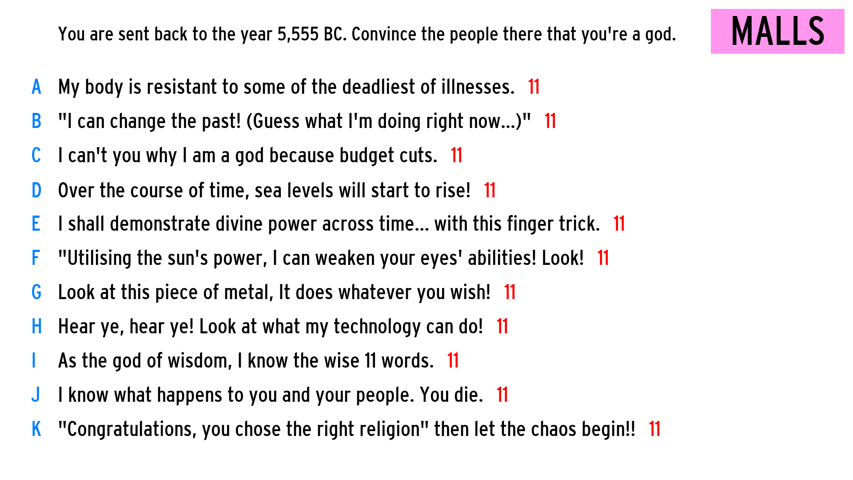 You are sent back to the year 5,555 BC. Convince the people there that you're a god.
MALLS
A My body is resistant to some of the deadliest of illnesses. 11
B "I can change the past! (Guess what I'm doing right now...)" 11
C I can't you why I am a god because budget cuts. 11
D Over the course of time, sea levels will start to rise! 11
E I shall demonstrate divine power across time... with this finger trick. 11
F "Utilising the sun's power, I can weaken your eyes' abilities! Look! 11
G Look at this piece of metal, It does whatever you wish! 11
H Hear ye, hear ye! Look at what my technology can do! 11
I As the god of wisdom, I know the wise 11 words. 11
J I know what happens to you and your people. You die. 11
K "Congratulations, you chose the right religion" then let the chaos begin!! 11